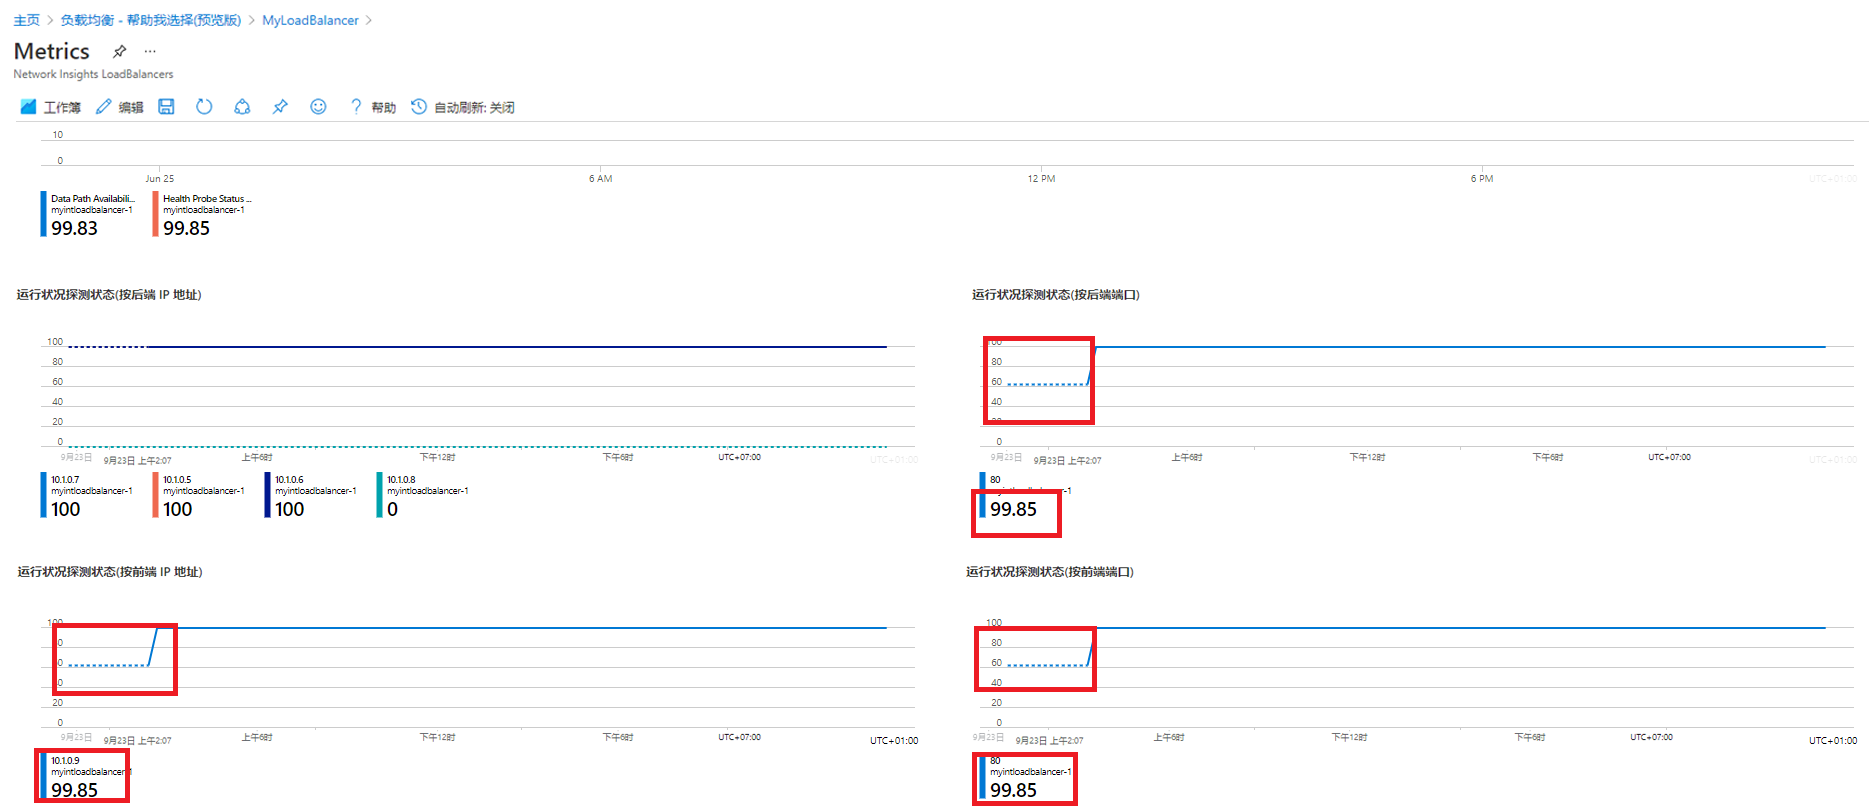 主页 > 负载均衡 - 帮助我选择(预览版) > MyLoadBalancer >
Metrics ...
Network Insights LoadBalancers
工作簿 编辑 ? 帮助 自动刷新: 关闭
10
0
Jun 25 6 AM 12 PM 6 PM UTC+01:00
Data Path Availabili... Health Probe Status ...
myintloadbalancer-1 myintloadbalancer-1
99.83 99.85
运行状况探测状态(按后端 IP 地址)
100
80
60
40
20
0
9月23日 9月23日 上午2:07 上午6时 下午12时 下午6时 UTC+07:00 UTC+01:00
10.1.0.7 10.1.0.5 10.1.0.6 10.1.0.8
myintloadbalancer-1 myintloadbalancer-1 myintloadbalancer-1 myintloadbalancer-1
100 100 100 0
运行状况探测状态(按后端端口)
80
60
40
0
9月23日 9月23日 上午2:07 上午6时 下午12时 下午6时 UTC+07:00 UTC+01:00
80
99.85
运行状况探测状态(按前端 IP 地址)
100
20
0
9月23日 9月23日 上午2:07 上午6时 下午12时 下午6时 UTC+07:00 UTC+01:00
10.1.0.9
myintloadbalancer-1
99.85
运行状况探测状态(按前端端口)
100
80
60
40
20
0
9月23日 9月23日 上午2:07 上午6时 下午12时 下午6时 UTC+07:00 UTC+01:00
80
myintloadbalancer-1
99.85